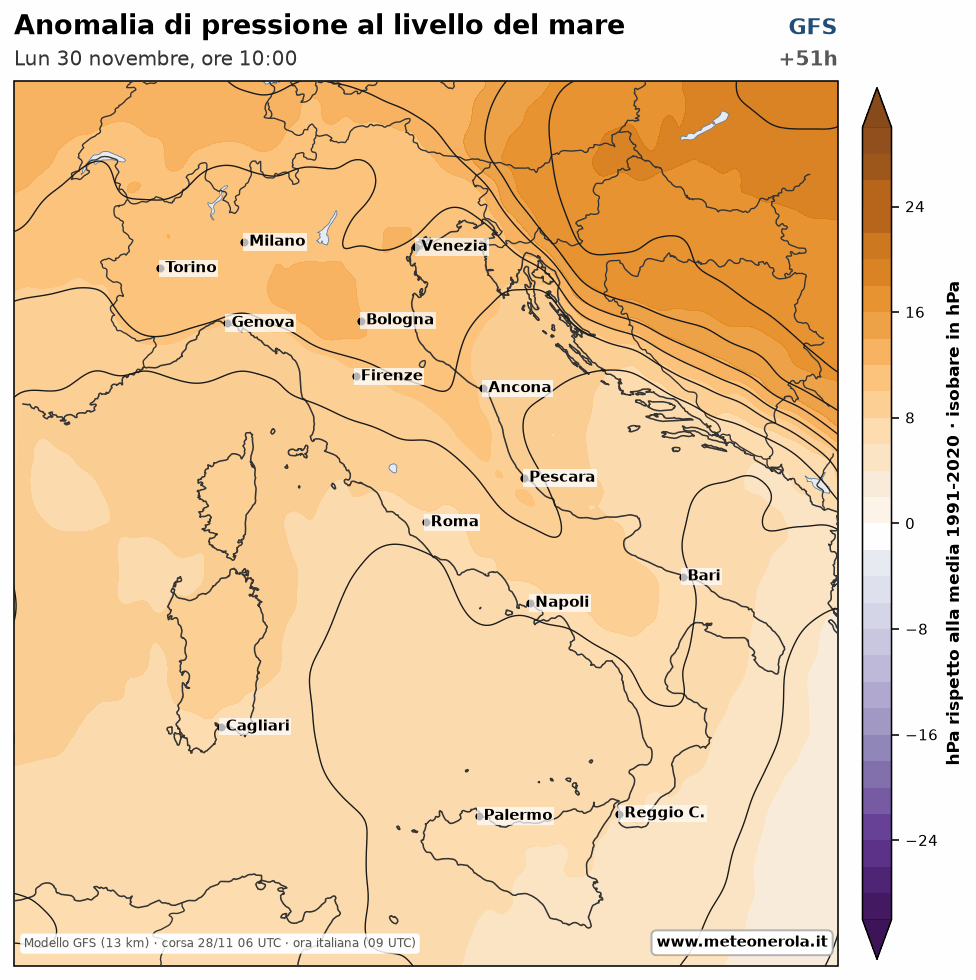 Anomalia di pressione al livello del mare
GFS
Lun 30 novembre, ore 10:00
+51h
Milano
Venezia
Torino
Genova
Bologna
Firenze
Ancona
Pescara
Roma
Bari
Napoli
Cagliari
Palermo
Reggio C.
24
16
8
0
−8
−16
−24
hPa rispetto alla media 1991-2020 · isobare in hPa
Modello GFS (13 km) · corsa 28/11 06 UTC · ora italiana (09 UTC)
www.meteonerola.it